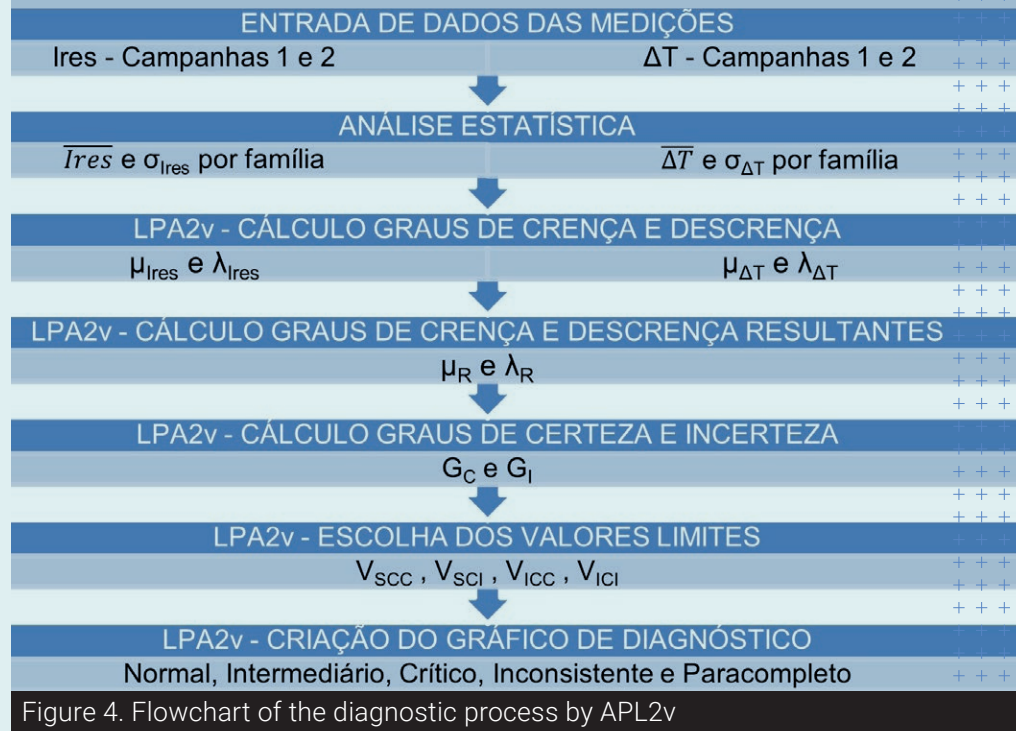 ENTRADA DE DADOS DAS MEDIÇÕES
Ires - Campanhas 1 e 2 ΔT - Campanhas 1 e 2
ANÁLISE ESTATÍSTICA
I̅r̅e̅s̅ e σIres por família Δ̅T̅ e σΔT por família
LPA2v - CÁLCULO GRAUS DE CRENÇA E DESCRENÇA
μIres e λIres μΔT e λΔT
LPA2v - CÁLCULO GRAUS DE CRENÇA E DESCRENÇA RESULTANTES
μR e λR
LPA2v - CÁLCULO GRAUS DE CERTEZA E INCERTEZA
GC e GI
LPA2v - ESCOLHA DOS VALORES LIMITES
VSCC , VSCI , VICC , VICI
LPA2v - CRIAÇÃO DO GRÁFICO DE DIAGNÓSTICO
Normal, Intermediário, Crítico, Inconsistente e Paracompleto
Figure 4. Flowchart of the diagnostic process by APL2v